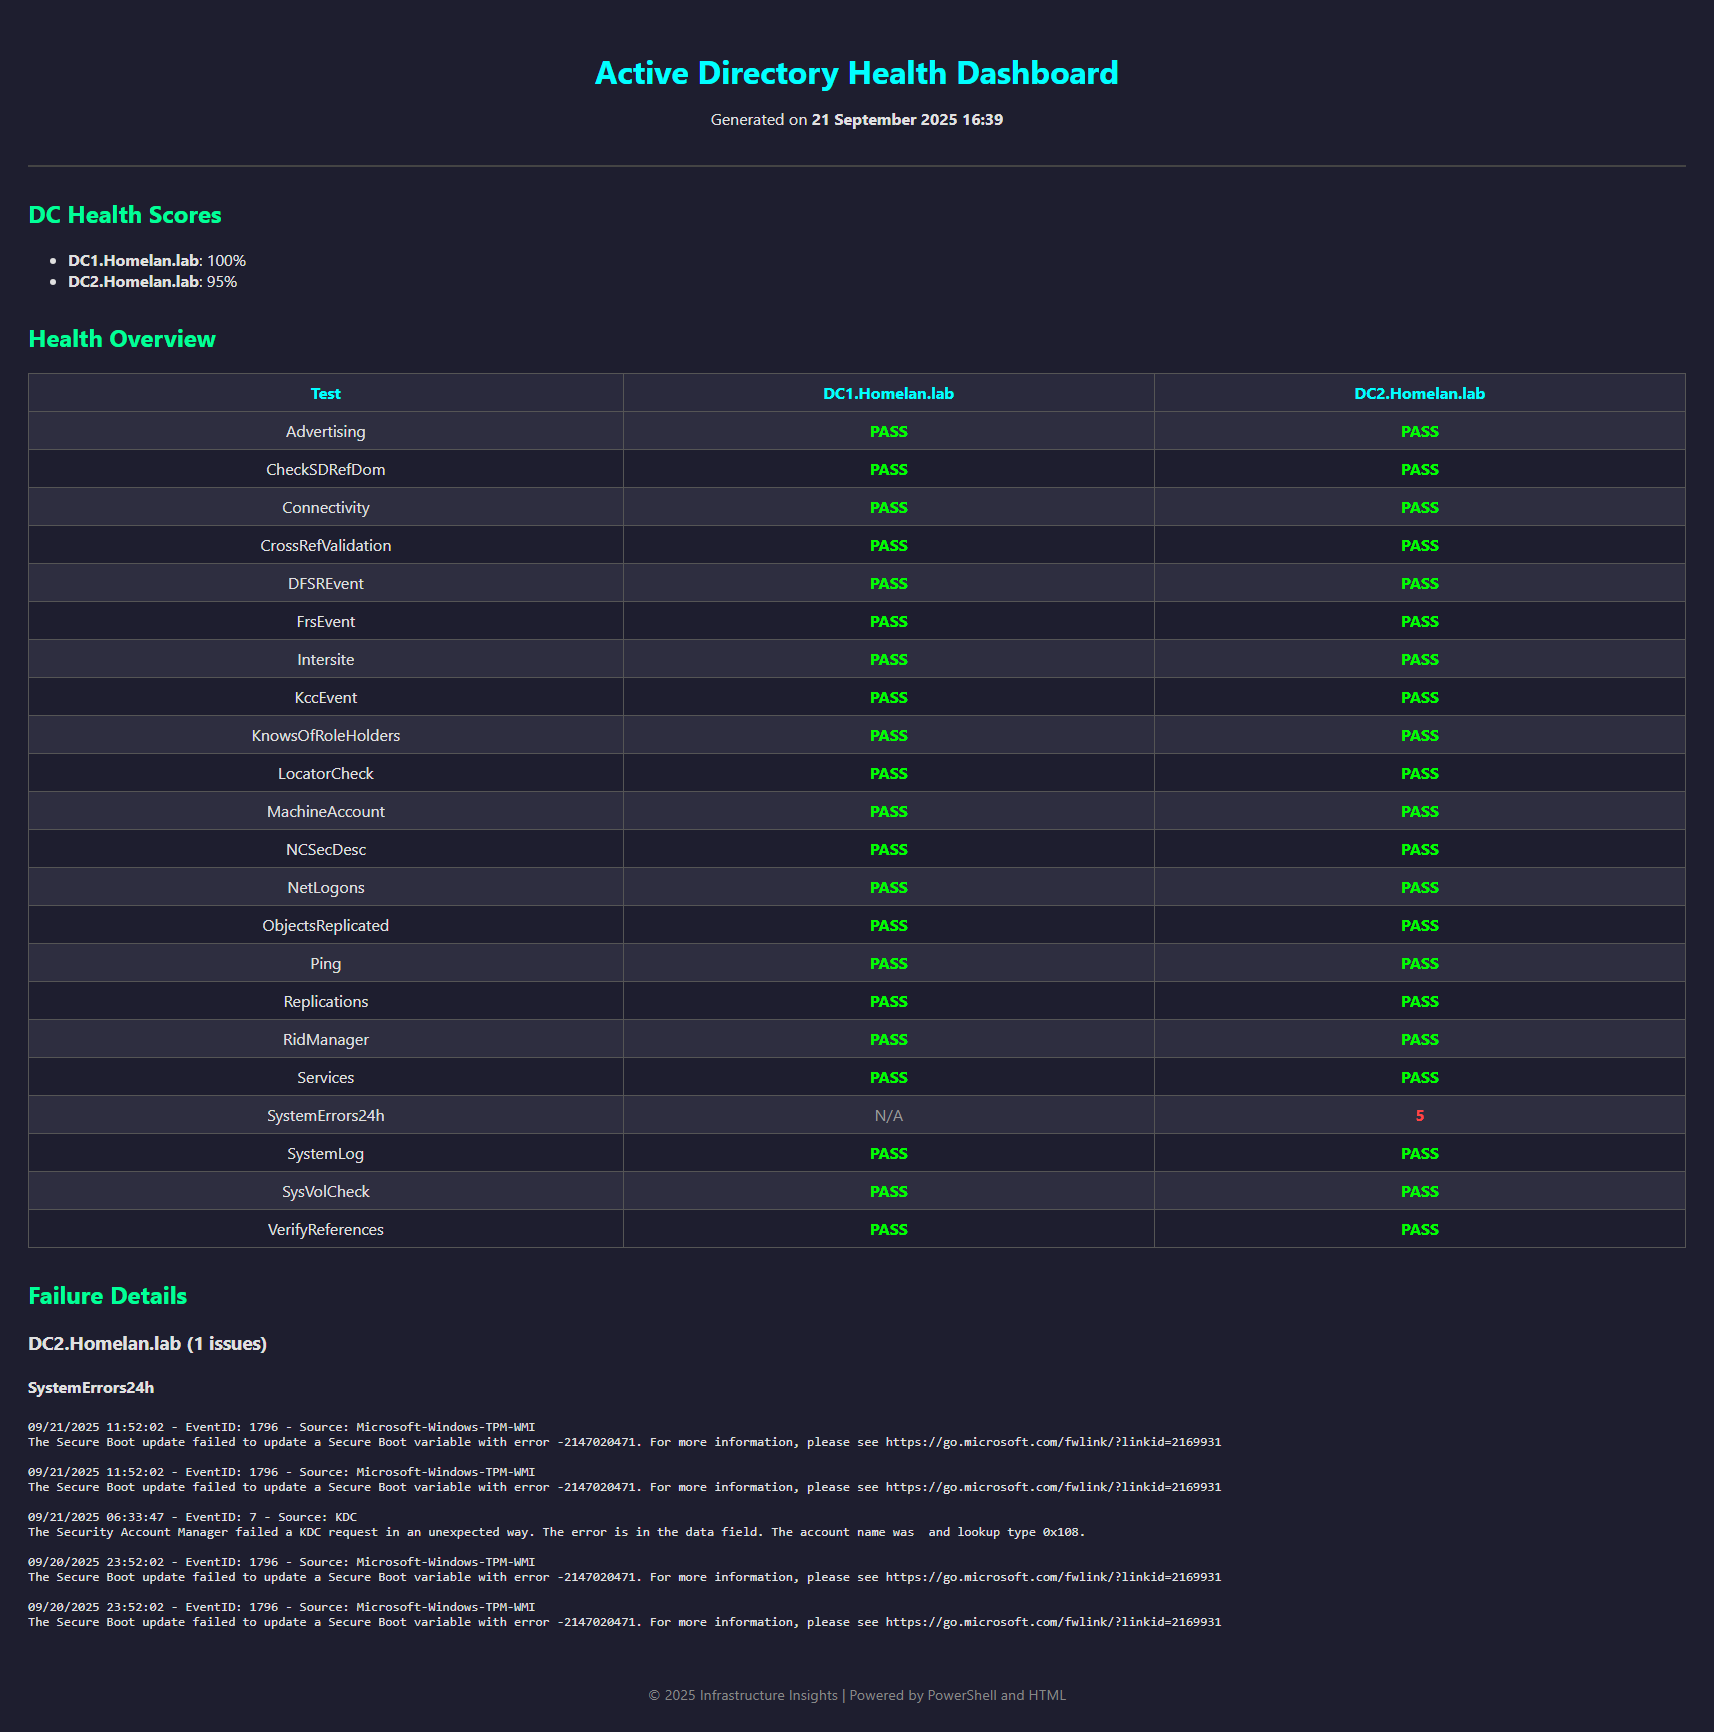 Active Directory Health Dashboard
Generated on 21 September 2025 16:39
DC Health Scores
• DC1.Homelan.lab: 100%
• DC2.Homelan.lab: 95%
Health Overview
Test DC1.Homelan.lab DC2.Homelan.lab
Advertising PASS PASS
CheckSDRefDom PASS PASS
Connectivity PASS PASS
CrossRefValidation PASS PASS
DFSREvent PASS PASS
FrsEvent PASS PASS
Intersite PASS PASS
KccEvent PASS PASS
KnowsOfRoleHolders PASS PASS
LocatorCheck PASS PASS
MachineAccount PASS PASS
NCSecDesc PASS PASS
NetLogons PASS PASS
ObjectsReplicated PASS PASS
Ping PASS PASS
Replications PASS PASS
RidManager PASS PASS
Services PASS PASS
SystemErrors24h N/A 5
SystemLog PASS PASS
SysVolCheck PASS PASS
VerifyReferences PASS PASS
Failure Details
DC2.Homelan.lab (1 issues)
SystemErrors24h
09/21/2025 11:52:02 - EventID: 1796 - Source: Microsoft-Windows-TPM-WMI
The Secure Boot update failed to update a Secure Boot variable with error -2147020471. For more information, please see https://go.microsoft.com/fwlink/?linkid=2169931
09/21/2025 11:52:02 - EventID: 1796 - Source: Microsoft-Windows-TPM-WMI
The Secure Boot update failed to update a Secure Boot variable with error -2147020471. For more information, please see https://go.microsoft.com/fwlink/?linkid=2169931
09/21/2025 06:33:47 - EventID: 7 - Source: KDC
The Security Account Manager failed a KDC request in an unexpected way. The error is in the data field. The account name was  and lookup type 0x108.
09/20/2025 23:52:02 - EventID: 1796 - Source: Microsoft-Windows-TPM-WMI
The Secure Boot update failed to update a Secure Boot variable with error -2147020471. For more information, please see https://go.microsoft.com/fwlink/?linkid=2169931
09/20/2025 23:52:02 - EventID: 1796 - Source: Microsoft-Windows-TPM-WMI
The Secure Boot update failed to update a Secure Boot variable with error -2147020471. For more information, please see https://go.microsoft.com/fwlink/?linkid=2169931
© 2025 Infrastructure Insights | Powered by PowerShell and HTML